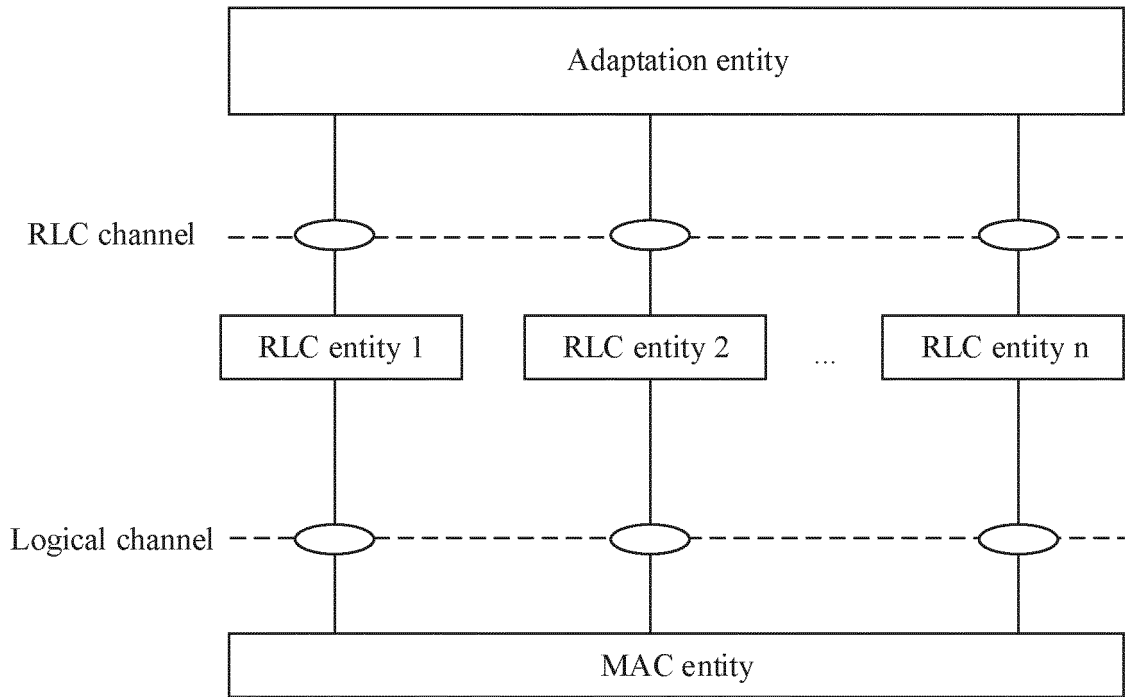 Adaptation entity
RLC channel
RLC entity 1
RLC entity 2
...
RLC entity n
Logical channel
MAC entity